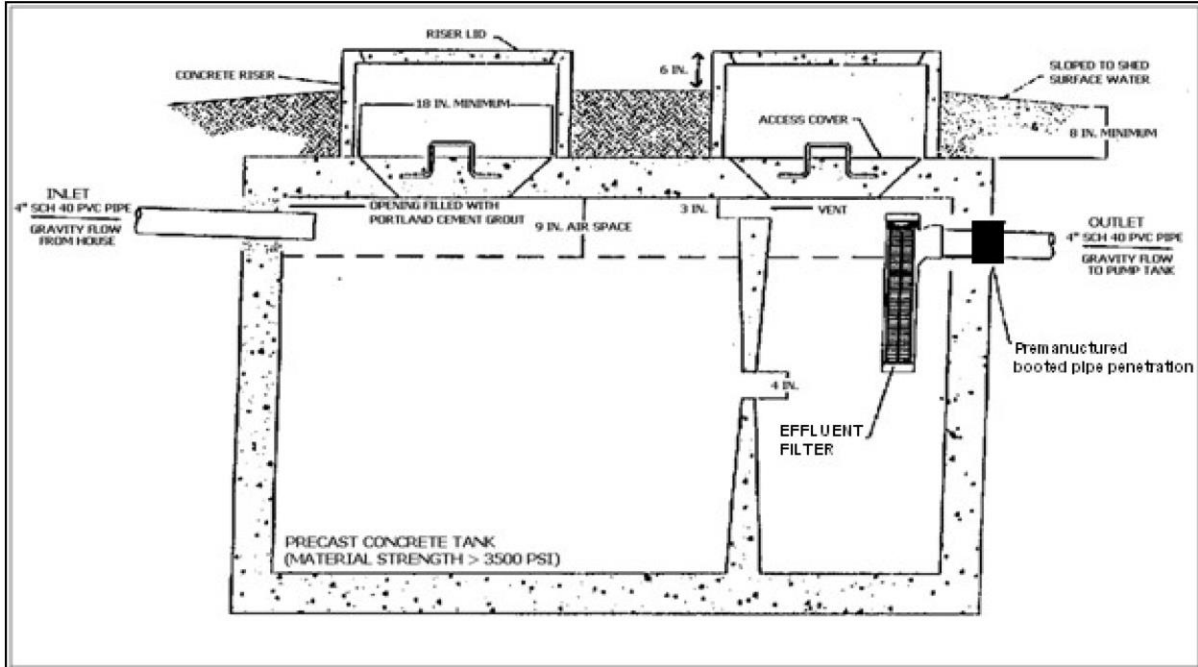 RISER LID
CONCRETE RISER
6 IN.
SLOPED TO SHED
SURFACE WATER
18 IN. MINIMUM
ACCESS COVER
8 IN. MINIMUM
INLET
4" SCH 40 PVC PIPE
GRAVITY FLOW
FROM HOUSE
OPENING FILLED WITH
PORTLAND CEMENT GROUT
9 IN. AIR SPACE
3 IN.
VENT
OUTLET
4" SCH 40 PVC PIPE
GRAVITY FLOW
TO PUMP TANK
Premanuctured
booted pipe penetration
4 IN.
EFFLUENT
FILTER
PRECAST CONCRETE TANK
(MATERIAL STRENGTH > 3500 PSI)